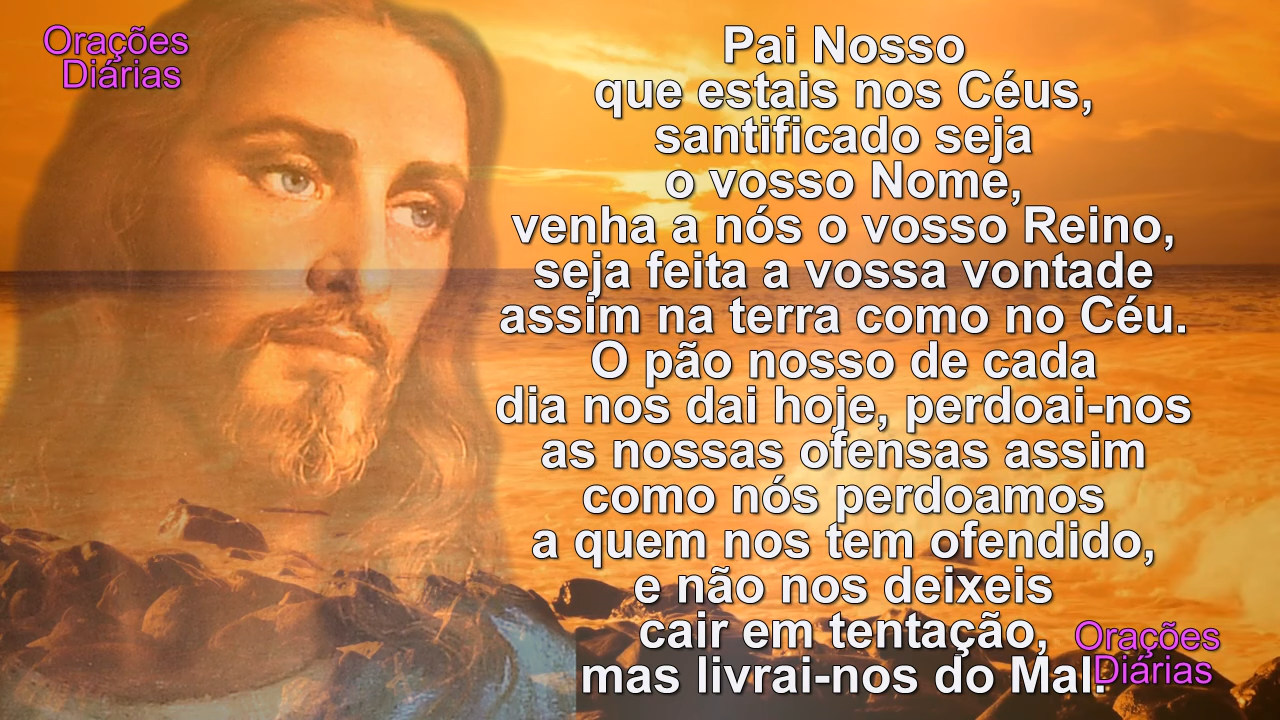 Orações
Diárias
Pai Nosso
que estais nos Céus,
santificado seja
o vosso Nome,
venha a nós o vosso Reino,
seja feita a vossa vontade
assim na terra como no Céu.
O pão nosso de cada
dia nos dai hoje, perdoai-nos
as nossas ofensas assim
como nós perdoamos
a quem nos tem ofendido,
e não nos deixeis
cair em tentação,
mas livrai-nos do Mal.
Orações
Diárias